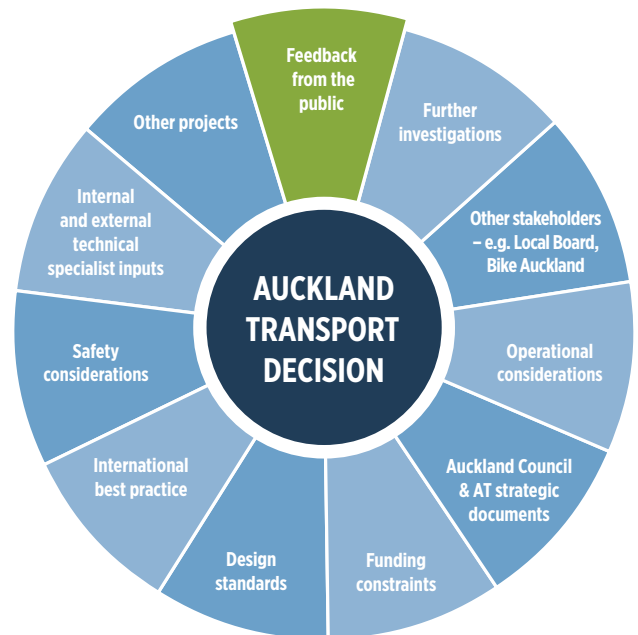 Feedback
from the
public
Further
investigations
Other stakeholders
– e.g. Local Board,
Bike Auckland
Operational
considerations
Auckland Council
& AT strategic
documents
Funding
constraints
Design
standards
International
best practice
Safety
considerations
Internal
and external
technical
specialist inputs
Other projects
AUCKLAND
TRANSPORT
DECISION